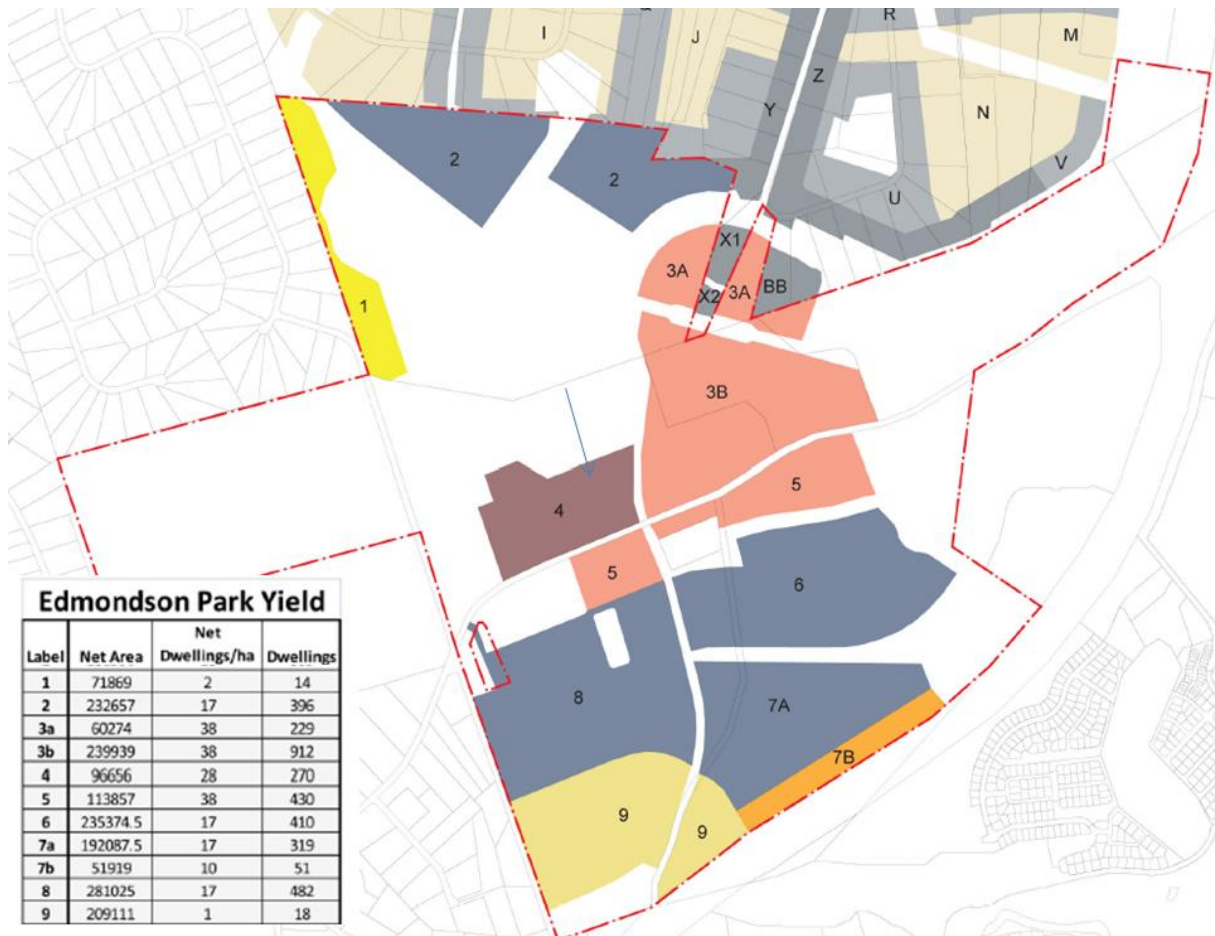 Q
R
I
J
M
Z
Y
N
2
2
V
U
X1
3A
X2
3A
BB
1
3B
5
4
5
6
8
7A
7B
9
9
Edmondson Park Yield
Net
Label Net Area Dwellings/ha Dwellings
1 71869 2 14
2 232657 17 396
3a 60274 38 229
3b 239939 38 912
4 96656 28 270
5 113857 38 430
6 235374.5 17 410
7a 192087.5 17 319
7b 51919 10 51
8 281025 17 482
9 209111 1 18